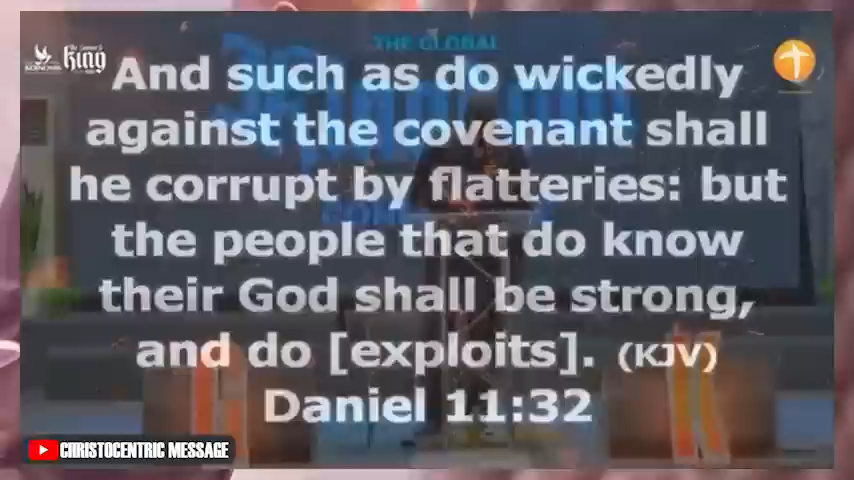 THE GLOBAL
King
And such as do wickedly
against the covenant shall
he corrupt by flatteries: but
the people that do know
their God shall be strong,
and do [exploits]. (KJV)
Daniel 11:32
CHRISTOCENTRIC MESSAGE